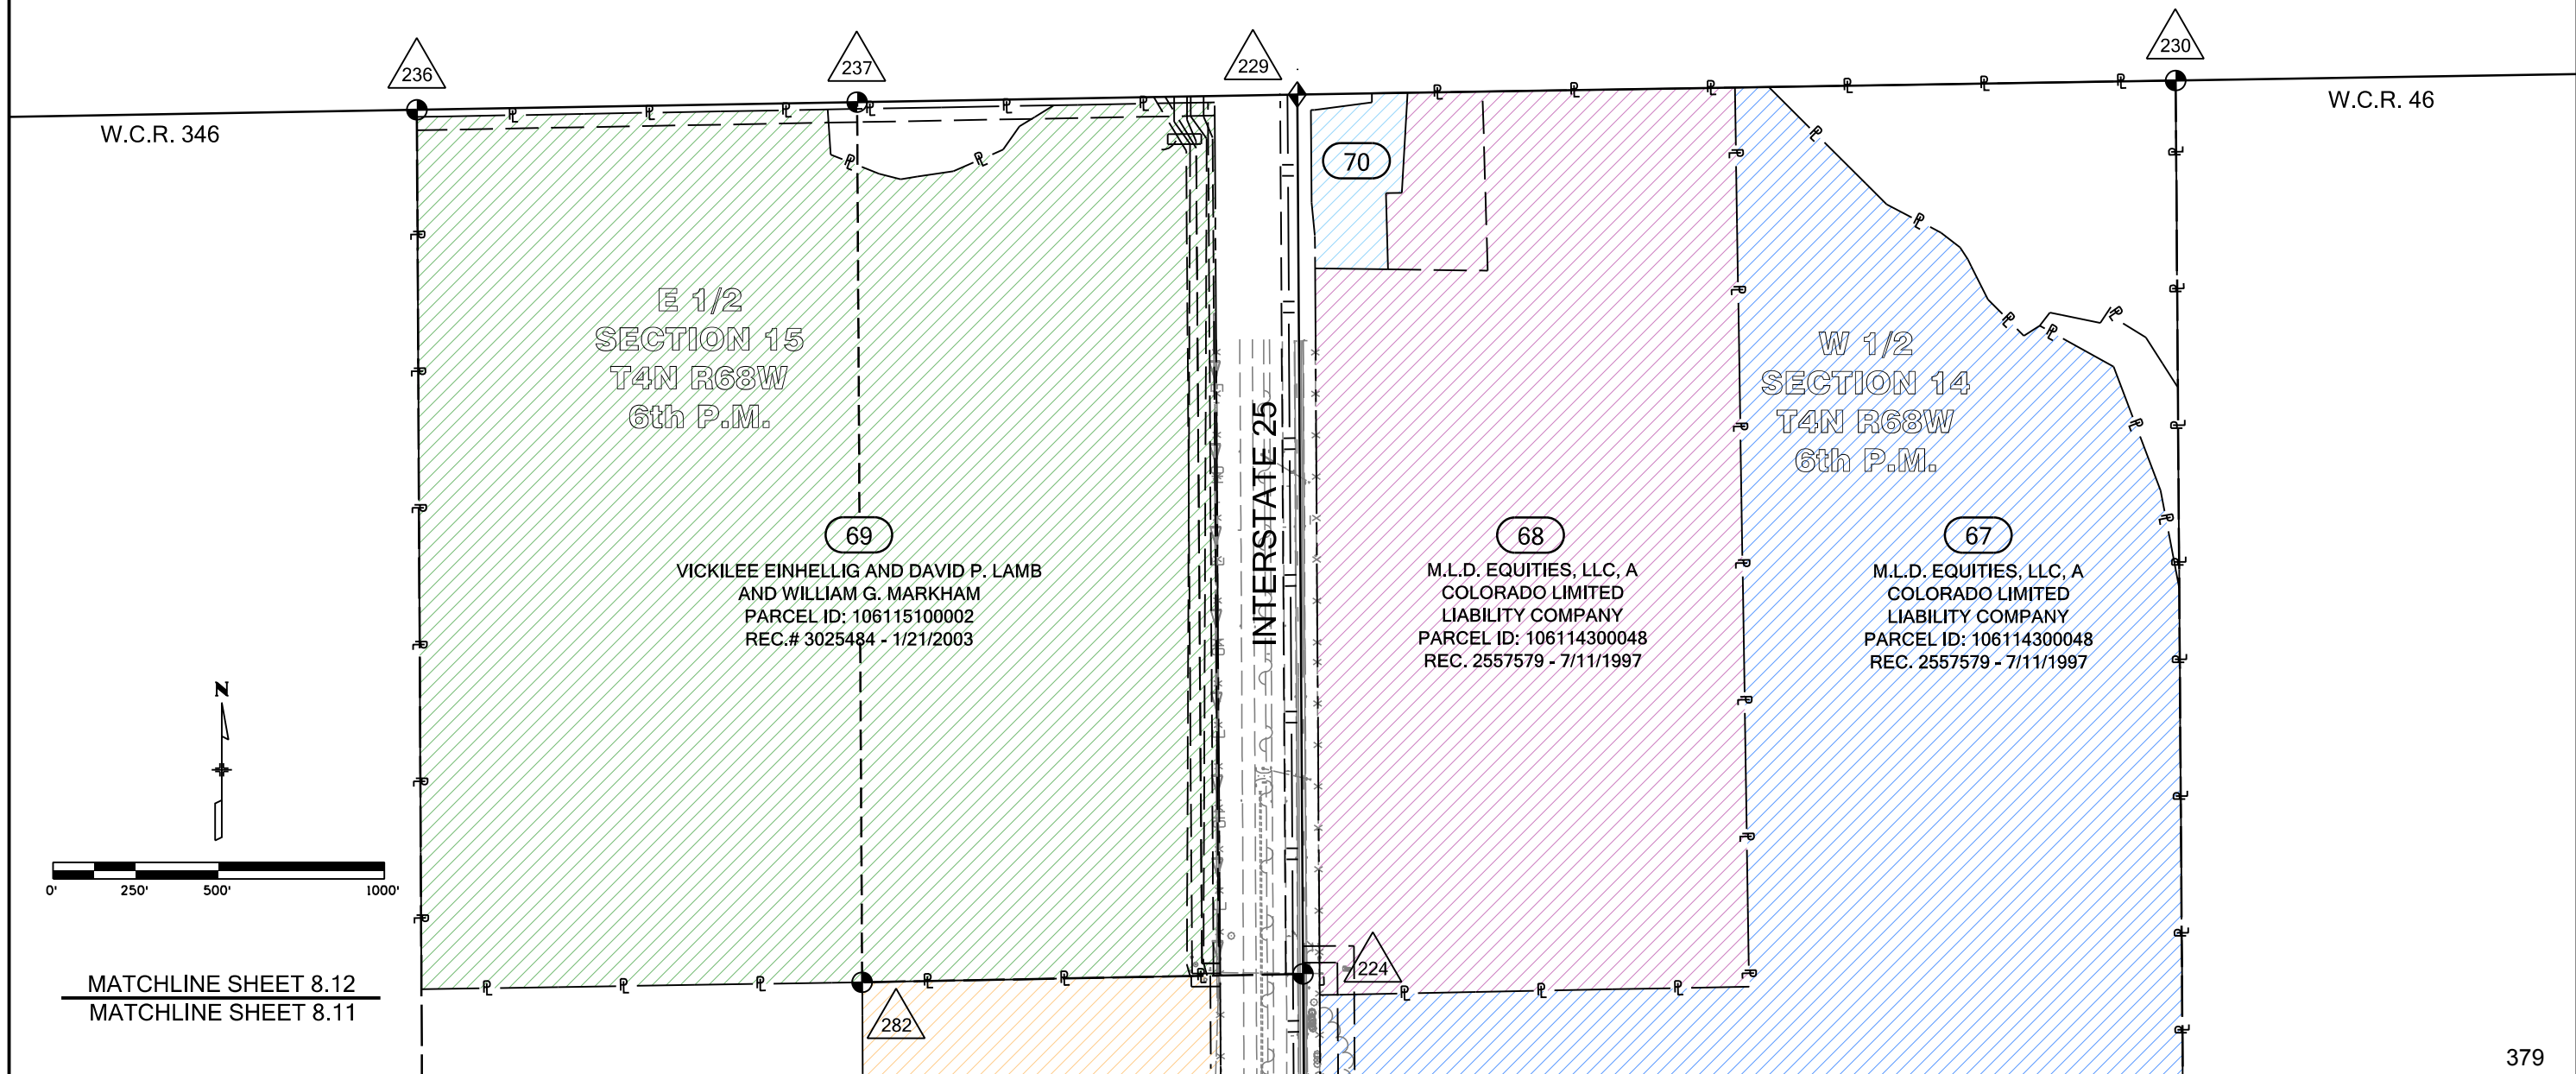 236
237
229
230
W.C.R. 346
W.C.R. 46
70
E 1/2
SECTION 15
T4N R68W
6th P.M.
W 1/2
SECTION 14
T4N R68W
6th P.M.
INTERSTATE 25
69
VICKILEE EINHELLIG AND DAVID P. LAMB
AND WILLIAM G. MARKHAM
PARCEL ID: 106115100002
REC.# 3025484 - 1/21/2003
68
M.L.D. EQUITIES, LLC, A
COLORADO LIMITED
LIABILITY COMPANY
PARCEL ID: 106114300048
REC. 2557579 - 7/11/1997
67
M.L.D. EQUITIES, LLC, A
COLORADO LIMITED
LIABILITY COMPANY
PARCEL ID: 106114300048
REC. 2557579 - 7/11/1997
N
0' 250' 500' 1000'
224
282
MATCHLINE SHEET 8.12
MATCHLINE SHEET 8.11
379